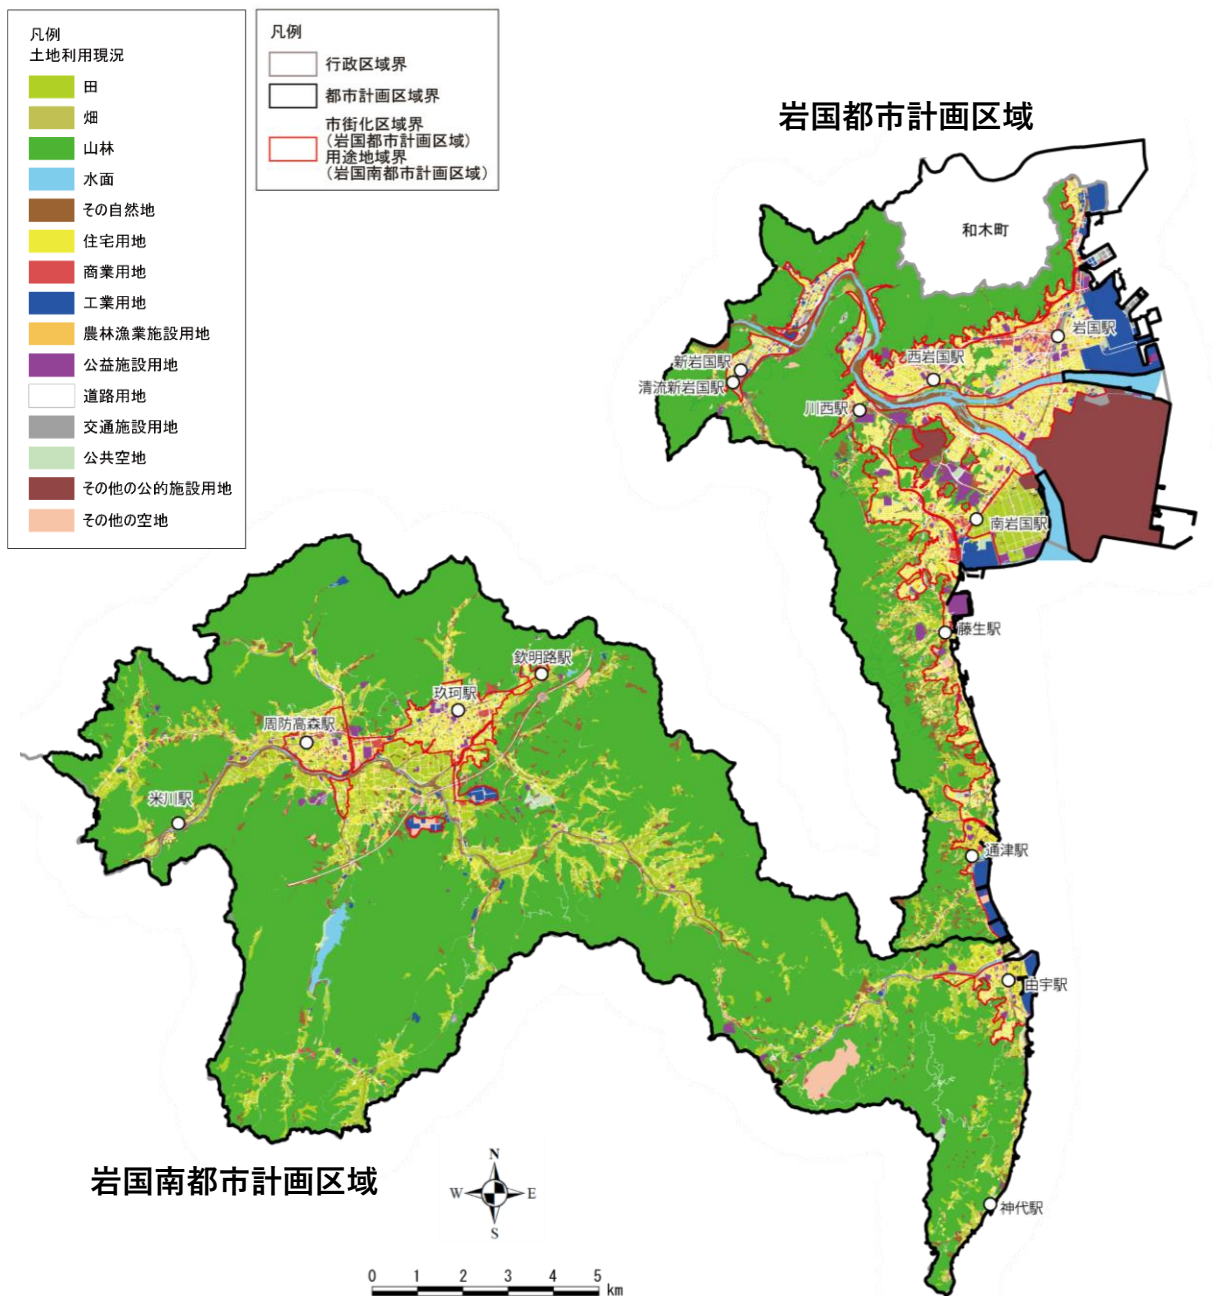 凡例
土地利用現況
田
畑
山林
水面
その自然地
住宅用地
商業用地
工業用地
農林漁業施設用地
公益施設用地
道路用地
交通施設用地
公共空地
その他の公的施設用地
その他の空地
凡例
行政区域界
都市計画区域界
市街化区域界
(岩国都市計画区域)
用途地域界
(岩国南都市計画区域)
岩国都市計画区域
和木町
岩国駅
西岩国駅
新岩国駅
清流新岩国駅
川西駅
南岩国駅
藤生駅
欽明路駅
玖珂駅
周防高森駅
米川駅
通津駅
由宇駅
神代駅
岩国南都市計画区域
N
W
E
S
0 1 2 3 4 5
km